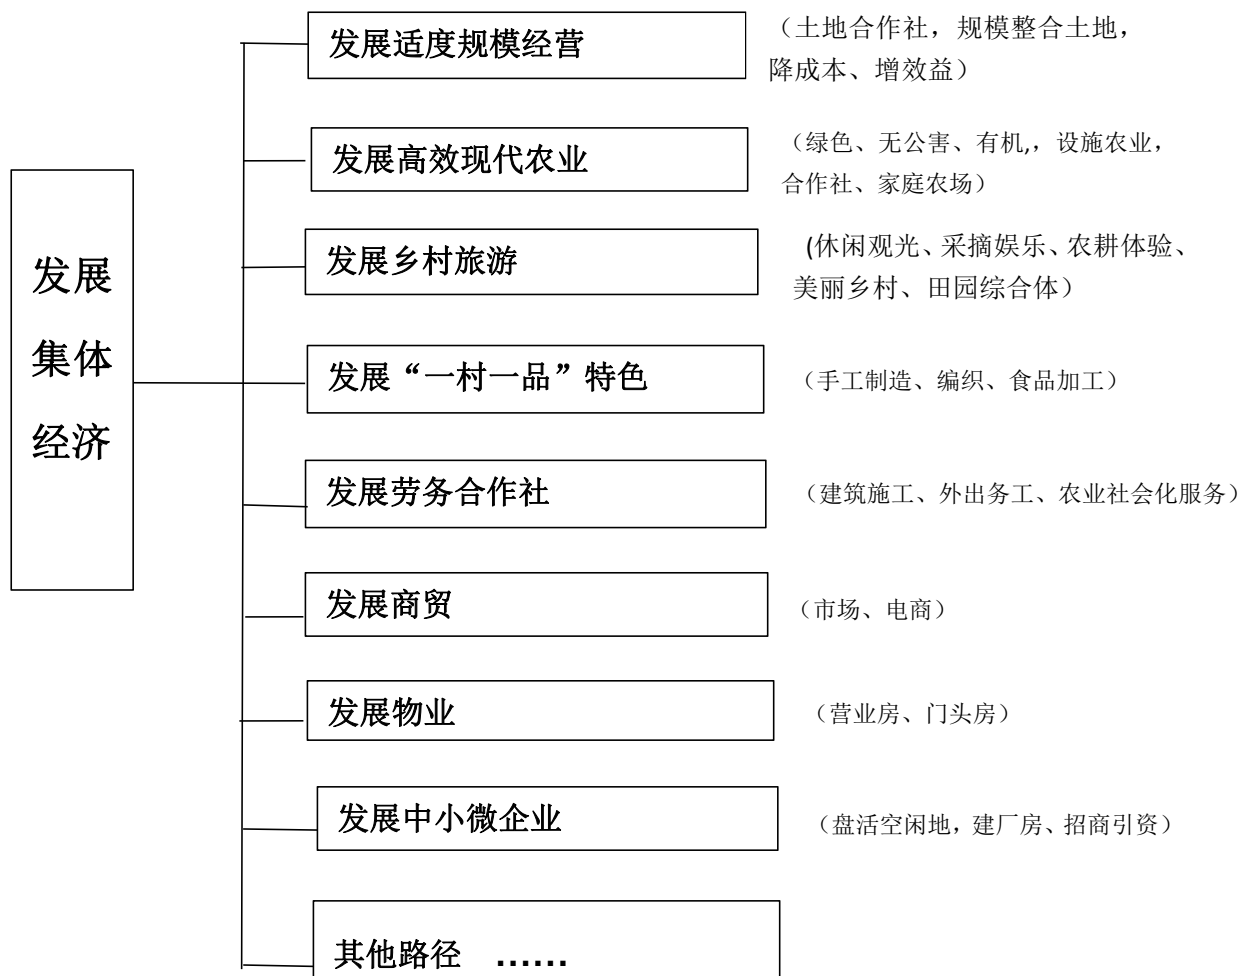 发展
集体
经济
发展适度规模经营
（土地合作社，规模整合土地，
降成本、增效益）
发展高效现代农业
（绿色、无公害、有机,，设施农业，
合作社、家庭农场）
发展乡村旅游
(休闲观光、采摘娱乐、农耕体验、
美丽乡村、田园综合体）
发展“一村一品”特色
（手工制造、编织、食品加工）
发展劳务合作社
（建筑施工、外出务工、农业社会化服务）
发展商贸
（市场、电商）
发展物业
（营业房、门头房）
发展中小微企业
（盘活空闲地，建厂房、招商引资）
其他路径 ......